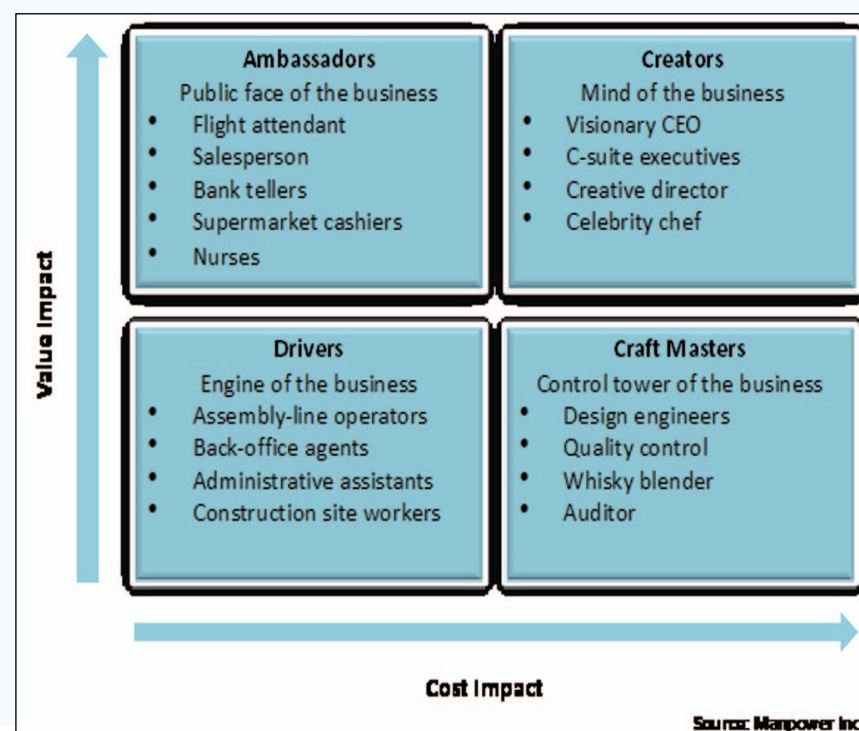 Ambassadors
Public face of the business
• Flight attendant
• Salesperson
• Bank tellers
• Supermarket cashiers
• Nurses
Creators
Mind of the business
• Visionary CEO
• C-suite executives
• Creative director
• Celebrity chef
Value Impact
Drivers
Engine of the business
• Assembly-line operators
• Back-office agents
• Administrative assistants
• Construction site workers
Craft Masters
Control tower of the business
• Design engineers
• Quality control
• Whisky blender
• Auditor
Cost Impact
Source: Manpower Inc